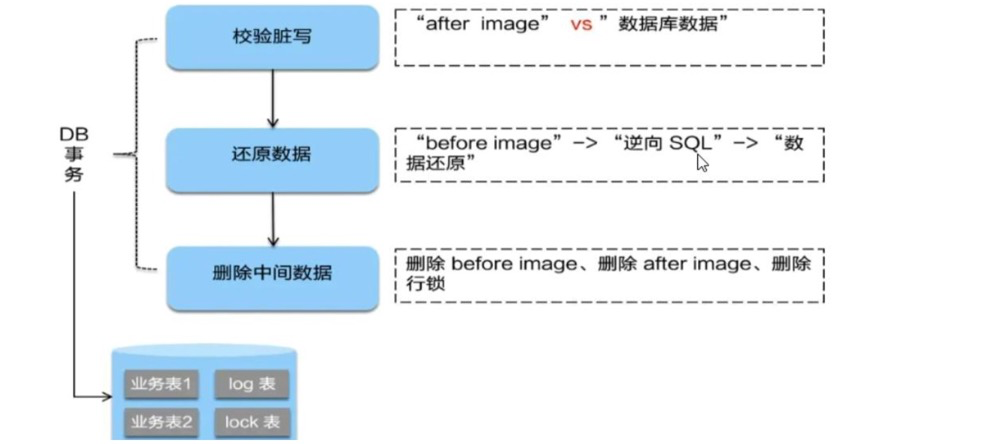 校验脏写
“after image” vs ”数据库数据”
DB
事
务
还原数据
“before image”–> “逆向 SQL”–> “数
据还原”
删除中间数据
删除 before image、删除 after image、删除
行锁
业务表1
log 表
业务表2
lock 表